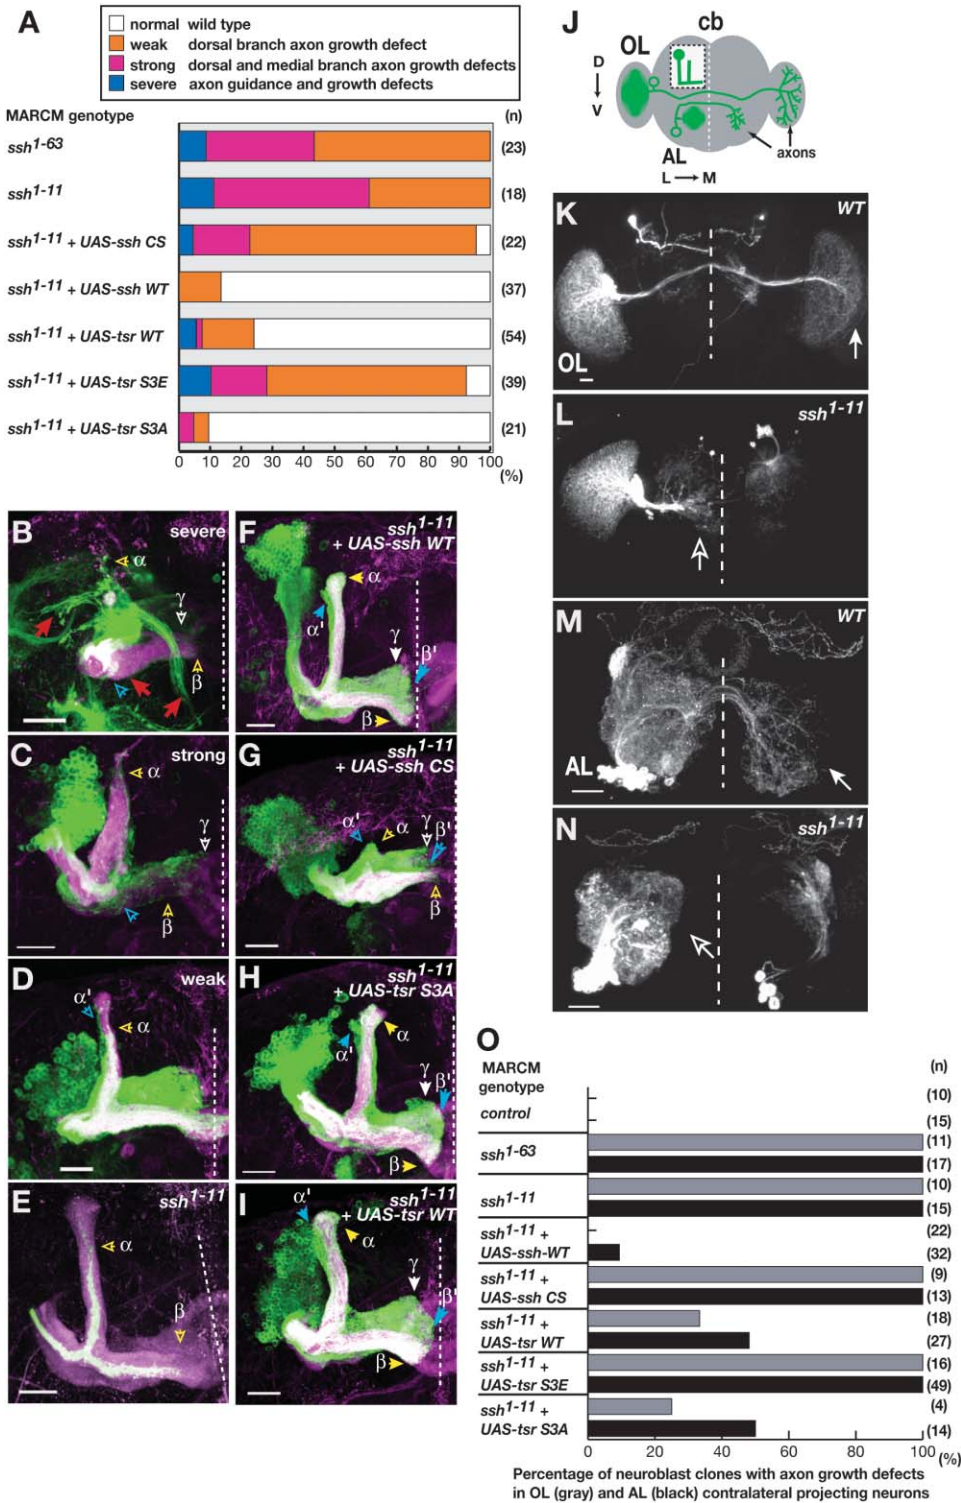 A
normal wild type
weak dorsal branch axon growth defect
strong dorsal and medial branch axon growth defects
severe axon guidance and growth defects
MARCM genotype (n)
ssh1-63 (23)
ssh1-11 (18)
ssh1-11 + UAS-ssh CS (22)
ssh1-11 + UAS-ssh WT (37)
ssh1-11 + UAS-tsr WT (54)
ssh1-11 + UAS-tsr S3E (39)
ssh1-11 + UAS-tsr S3A (21)
0 10 20 30 40 50 60 70 80 90 100
(%)
B severe
α
γ
β
C strong
α
γ
β
D weak
α'
α
E ssh1-11
α
β
F ssh1-11
+ UAS-ssh WT
α
α'
γ
β'
β
G ssh1-11
+ UAS-ssh CS
α'
α
γ
β'
β
H ssh1-11
+ UAS-tsr S3A
α
α'
γ
β'
β
I ssh1-11
+ UAS-tsr WT
α'
α
γ
β'
β
J cb
OL
D
V
AL
axons
L → M
K WT
OL
L ssh1-11
M WT
AL
N ssh1-11
O
MARCM
genotype (n)
control (10)
(15)
ssh1-63 (11)
(17)
ssh1-11 (10)
(15)
ssh1-11 + (22)
UAS-ssh-WT (32)
ssh1-11 + (9)
UAS-ssh CS (13)
ssh1-11 + (18)
UAS-tsr WT (27)
ssh1-11 + (16)
UAS-tsr S3E (49)
ssh1-11 + (4)
UAS-tsr S3A (14)
0 20 40 60 80 100 (%)
Percentage of neuroblast clones with axon growth defects
in OL (gray) and AL (black) contralateral projecting neurons